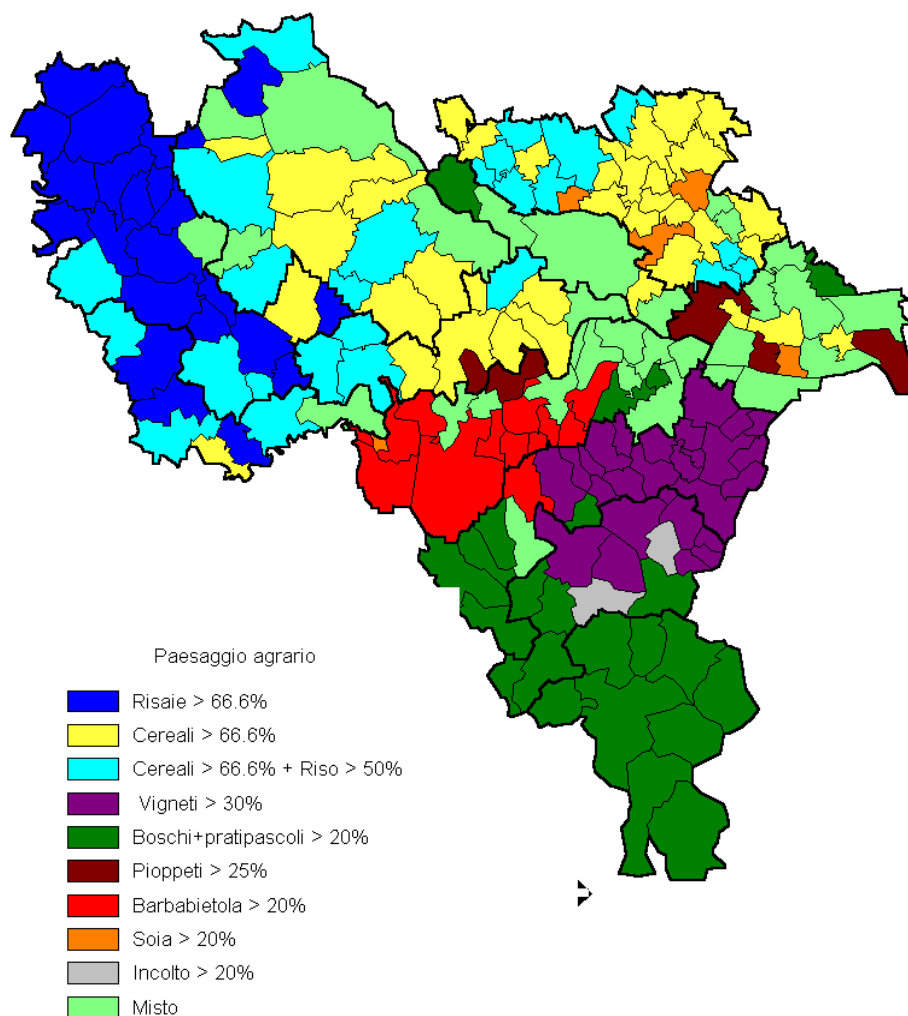 Paesaggio agrario
Risaie > 66.6%
Cereali > 66.6%
Cereali > 66.6% + Riso > 50%
Vigneti > 30%
Boschi+pratipascoli > 20%
Pioppeti > 25%
Barbabietola > 20%
Soia > 20%
Incolto > 20%
Misto